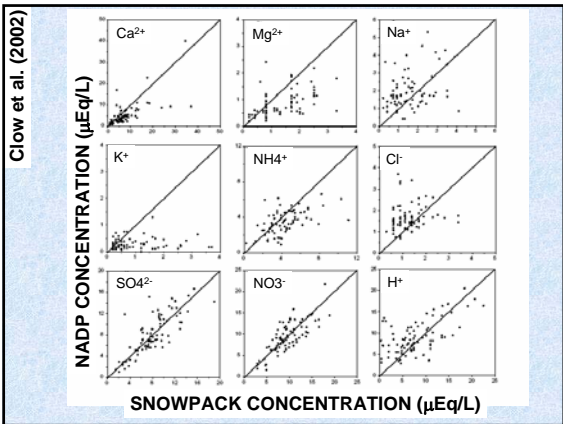 Clow et al. (2002)
NADP CONCENTRATION (µEq/L)
Ca2+
Mg2+
Na+
K+
NH4+
Cl-
SO42-
NO3-
H+
SNOWPACK CONCENTRATION (µEq/L)